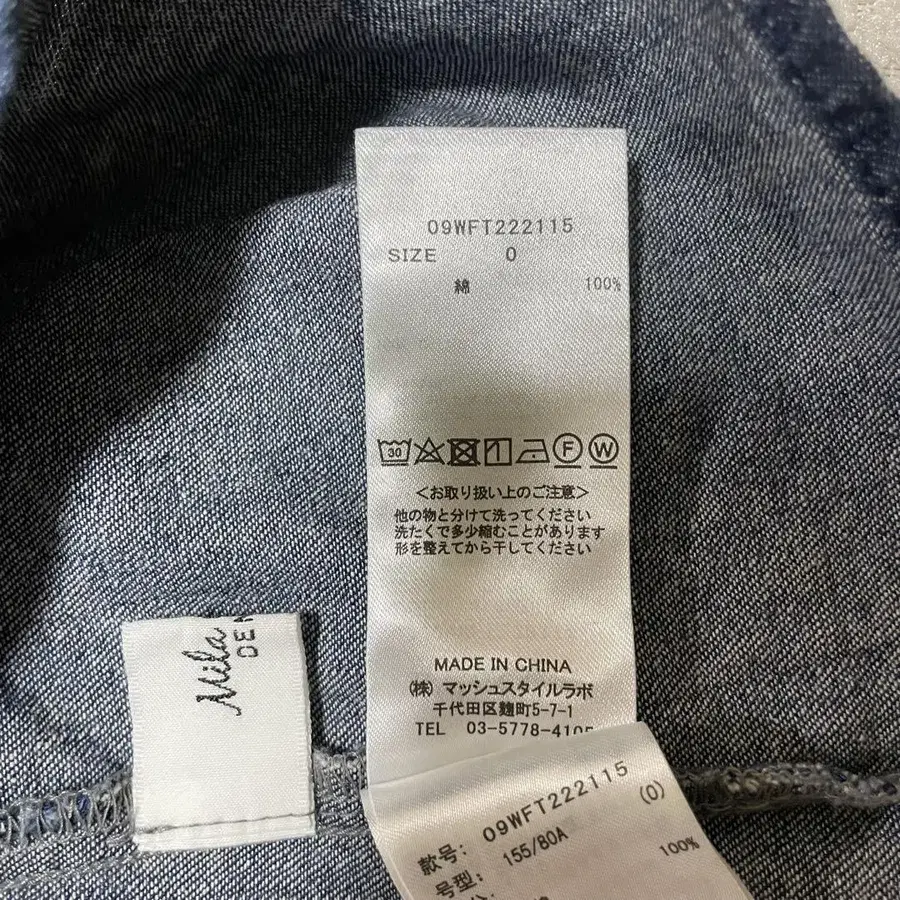 09WFT222115
SIZE 0
綿 100%
30
F W
<お取り扱い上のご注意>
他の物と分けて洗ってください
洗たくで多少縮むことがあります
形を整えてから干してください
MADE IN CHINA
(株) マッシュスタイルラボ
千代田区麹町5-7-1
TEL 03-5778-4105
Mila
DE
款号: 09WFT222115 (0)
号型: 155/80A
100%